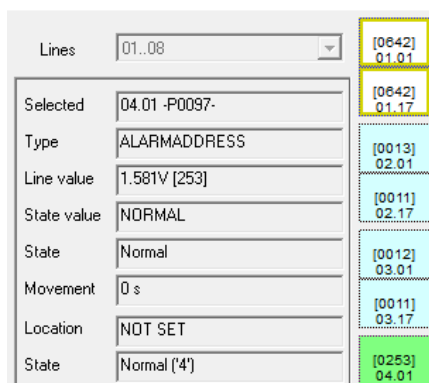 Lines 01..08
Selected 04.01 -P0097-
Type ALARMADDRESS
Line value 1.581V [253]
State value NORMAL
State Normal
Movement 0 s
Location NOT SET
State Normal ('4')
[0642]
01.01
[0642]
01.17
[0013]
02.01
[0011]
02.17
[0012]
03.01
[0011]
03.17
[0253]
04.01